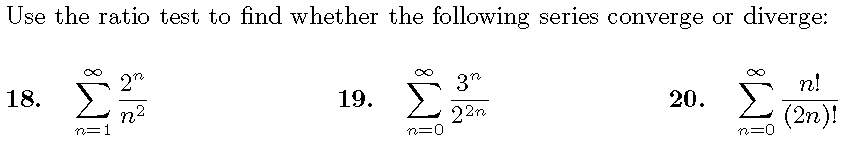 Use the ratio test to find whether the following series converge or diverge:
18. $\sum_{n=1}^{\infty} \frac{2^n}{n^2}$ 19. $\sum_{n=0}^{\infty} \frac{3^n}{2^{2n}}$ 20. $\sum_{n=0}^{\infty} \frac{n!}{(2n)!}$